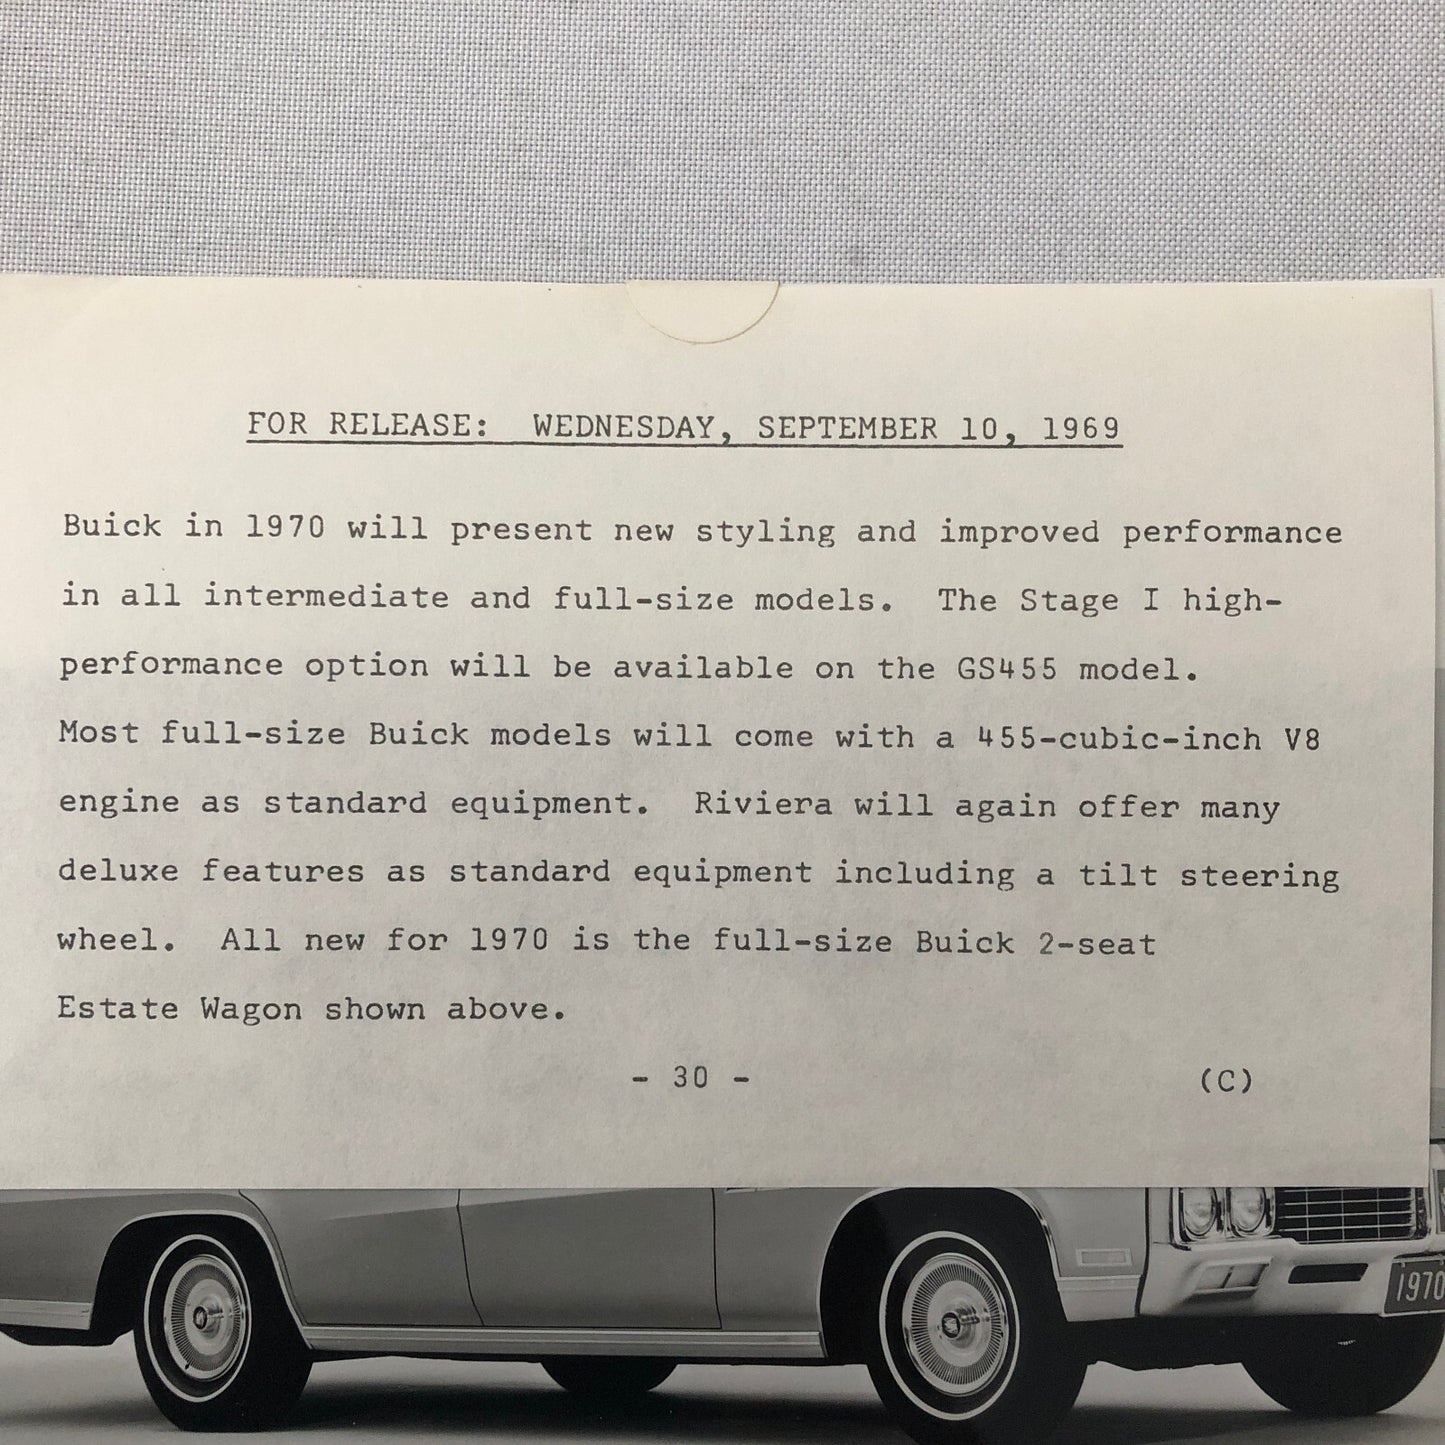 FOR RELEASE:  WEDNESDAY, SEPTEMBER 10, 1969
Buick in 1970 will present new styling and improved performance
in all intermediate and full-size models.  The Stage I high-
performance option will be available on the GS455 model.
Most full-size Buick models will come with a 455-cubic-inch V8
engine as standard equipment.  Riviera will again offer many
deluxe features as standard equipment including a tilt steering
wheel.  All new for 1970 is the full-size Buick 2-seat
Estate Wagon shown above.
- 30 - (C)
1970